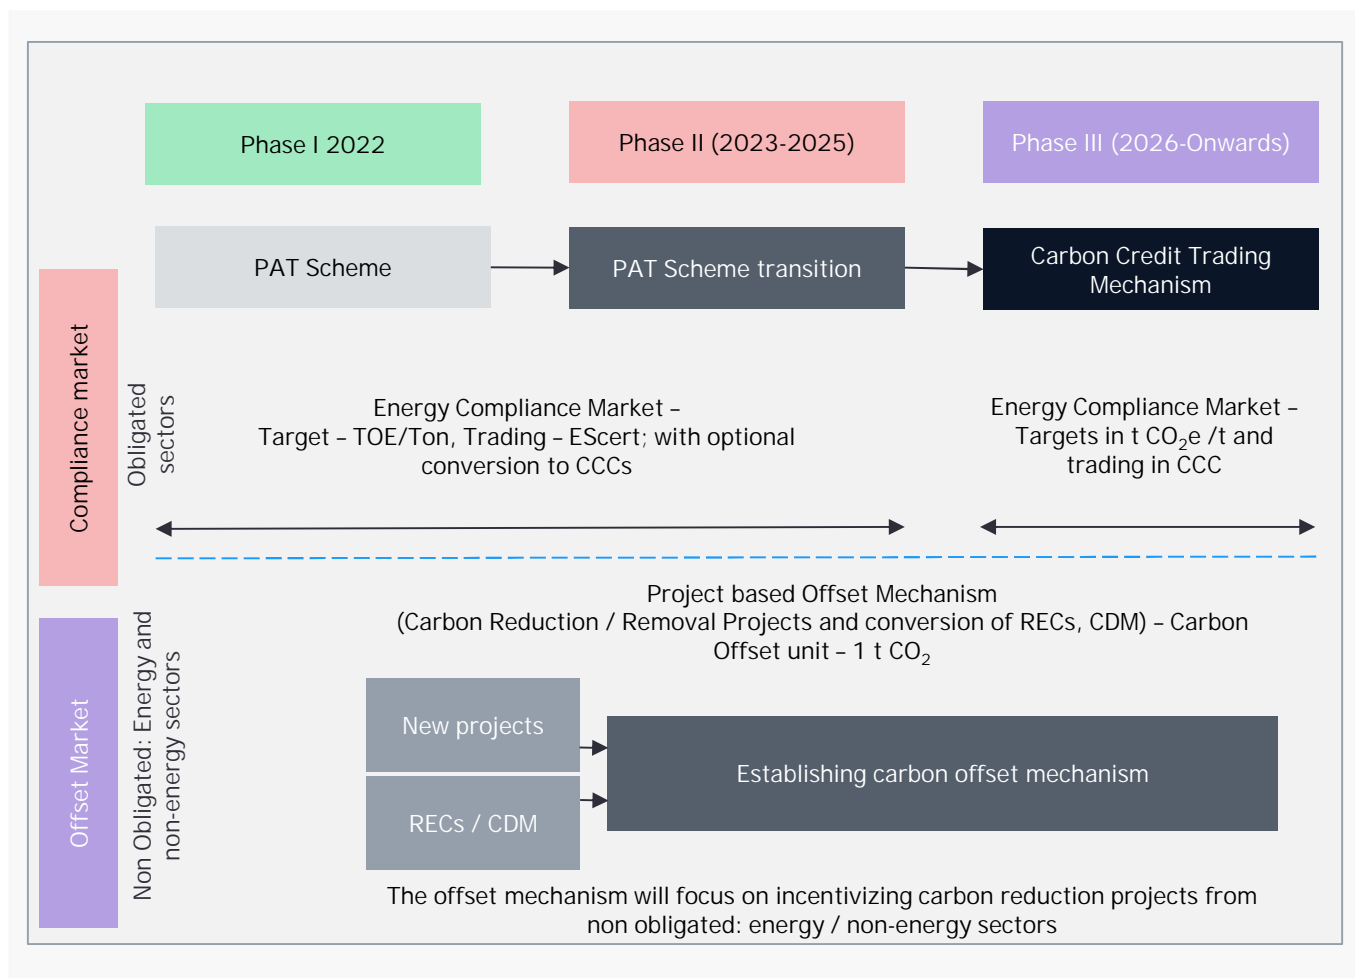 Phase I 2022
Phase II (2023-2025)
Phase III (2026-Onwards)
PAT Scheme
PAT Scheme transition
Carbon Credit Trading
Mechanism
Compliance market
Obligated
sectors
Energy Compliance Market –
Target – TOE/Ton, Trading – EScert; with optional
conversion to CCCs
Energy Compliance Market –
Targets in t CO₂e /t and
trading in CCC
Offset Market
Non Obligated: Energy and
non-energy sectors
Project based Offset Mechanism
(Carbon Reduction / Removal Projects and conversion of RECs, CDM) – Carbon
Offset unit – 1 t CO₂
New projects
RECs / CDM
Establishing carbon offset mechanism
The offset mechanism will focus on incentivizing carbon reduction projects from
non obligated: energy / non-energy sectors